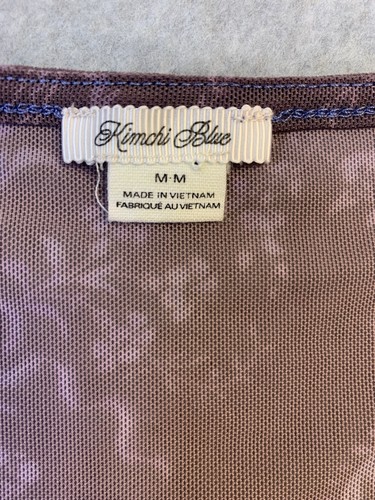 Kimchi Blue
M·M
MADE IN VIETNAM
FABRIQUÉ AU VIETNAM